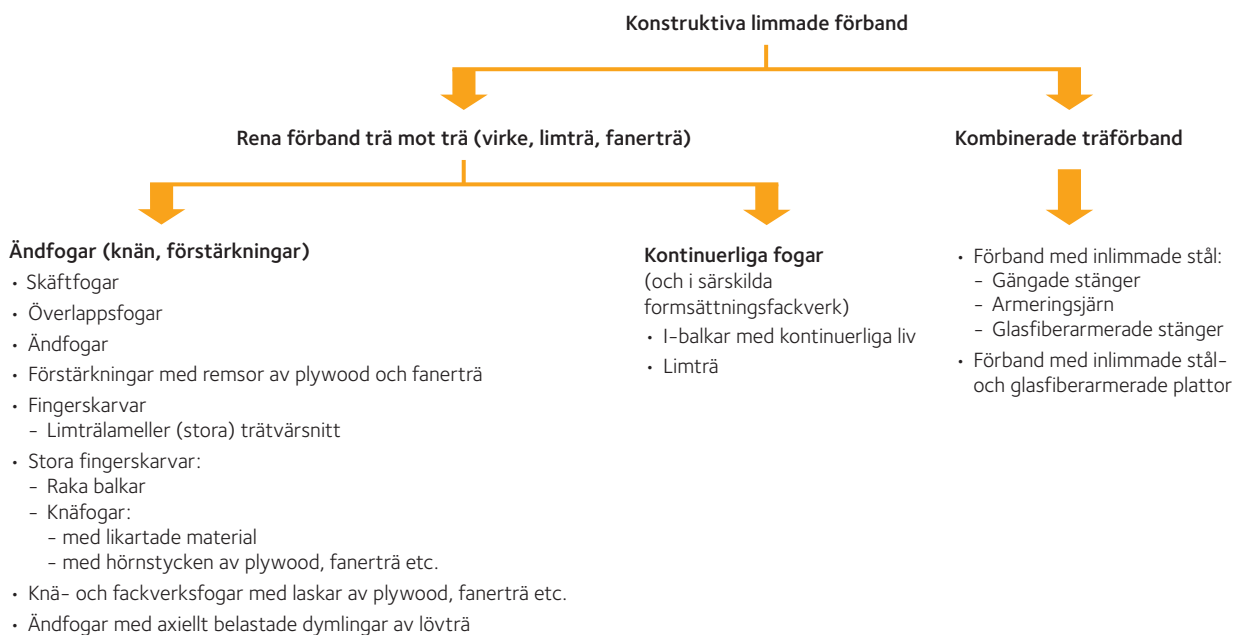 Konstruktiva limmade förband
Rena förband trä mot trä (virke, limträ, fanerträ)
Kombinerade träförband
Ändfogar (knän, förstärkningar)
• Skäftfogar
• Överlappsfogar
• Ändfogar
• Förstärkningar med remsor av plywood och fanerträ
• Fingerskarvar
– Limträlameller (stora) trätvärsnitt
• Stora fingerskarvar:
– Raka balkar
– Knäfogar:
– med likartade material
– med hörnstycken av plywood, fanerträ etc.
• Knä- och fackverksfogar med laskar av plywood, fanerträ etc.
• Ändfogar med axiellt belastade dymlingar av lövträ
Kontinuerliga fogar
(och i särskilda
formsättningsfackverk)
• I-balkar med kontinuerliga liv
• Limträ
• Förband med inlimmade stål:
– Gängade stänger
– Armeringsjärn
– Glasfiberarmerade stänger
• Förband med inlimmade stål-
och glasfiberarmerade plattor